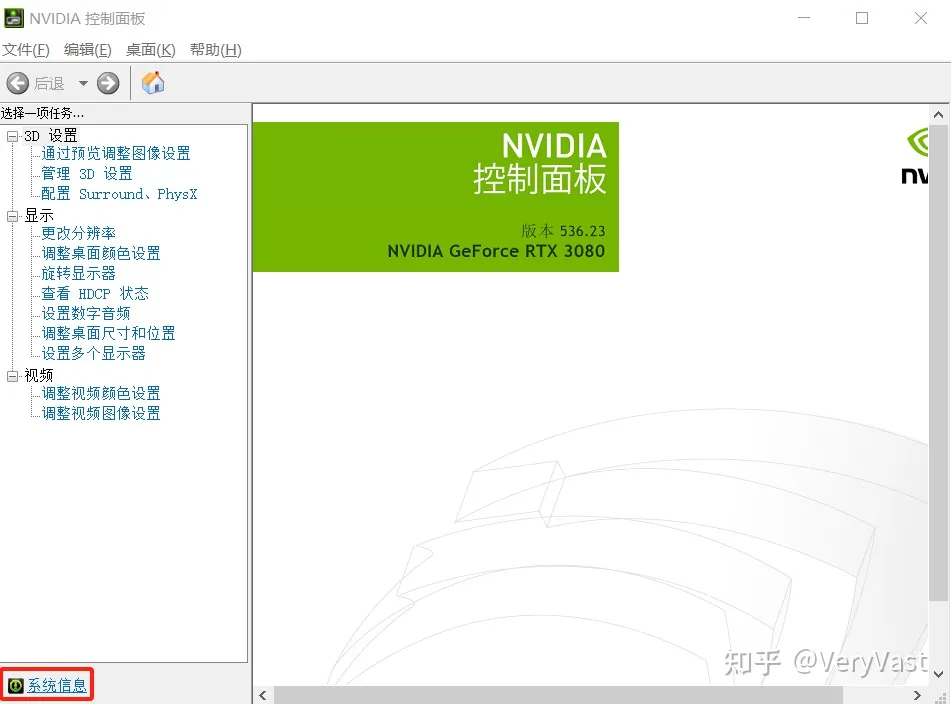 NVIDIA 控制面板
文件(F) 编辑(E) 桌面(K) 帮助(H)
后退
选择一项任务...
3D 设置
通过预览调整图像设置
管理 3D 设置
配置 Surround、PhysX
显示
更改分辨率
调整桌面颜色设置
旋转显示器
查看 HDCP 状态
设置数字音频
调整桌面尺寸和位置
设置多个显示器
视频
调整视频颜色设置
调整视频图像设置
系统信息
NVIDIA
控制面板
版本 536.23
NVIDIA GeForce RTX 3080
nv
知乎 @VeryVast